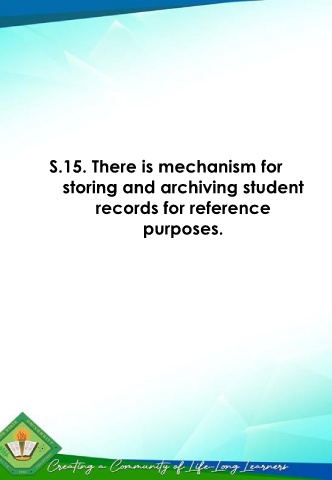 S.15. There is mechanism for
storing and archiving student
records for reference
purposes.
Creating a Community of Life-Long Learners